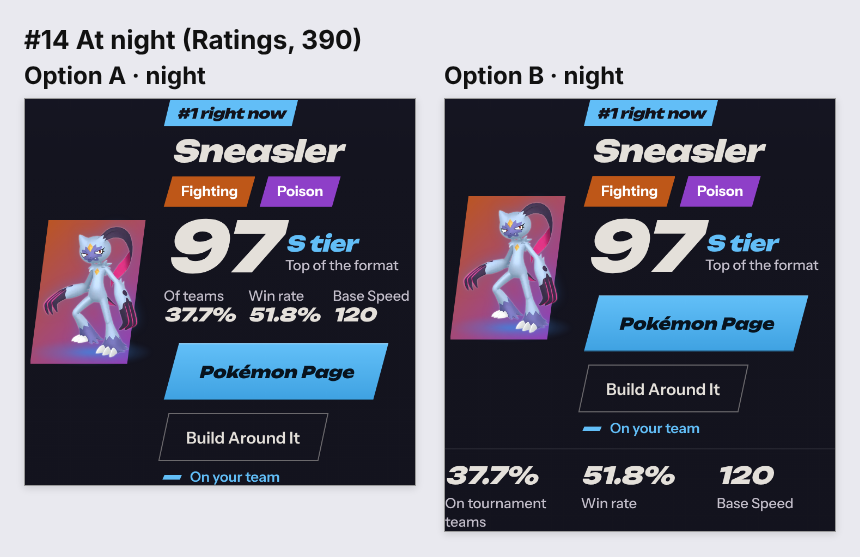 #14 At night (Ratings, 390)
Option A · night
#1 right now
Sneasler
Fighting
Poison
97
S tier
Top of the format
Of teams
Win rate
Base Speed
37.7%
51.8%
120
Pokémon Page
Build Around It
On your team
Option B · night
#1 right now
Sneasler
Fighting
Poison
97
S tier
Top of the format
Pokémon Page
Build Around It
On your team
37.7%
51.8%
120
On tournament
teams
Win rate
Base Speed